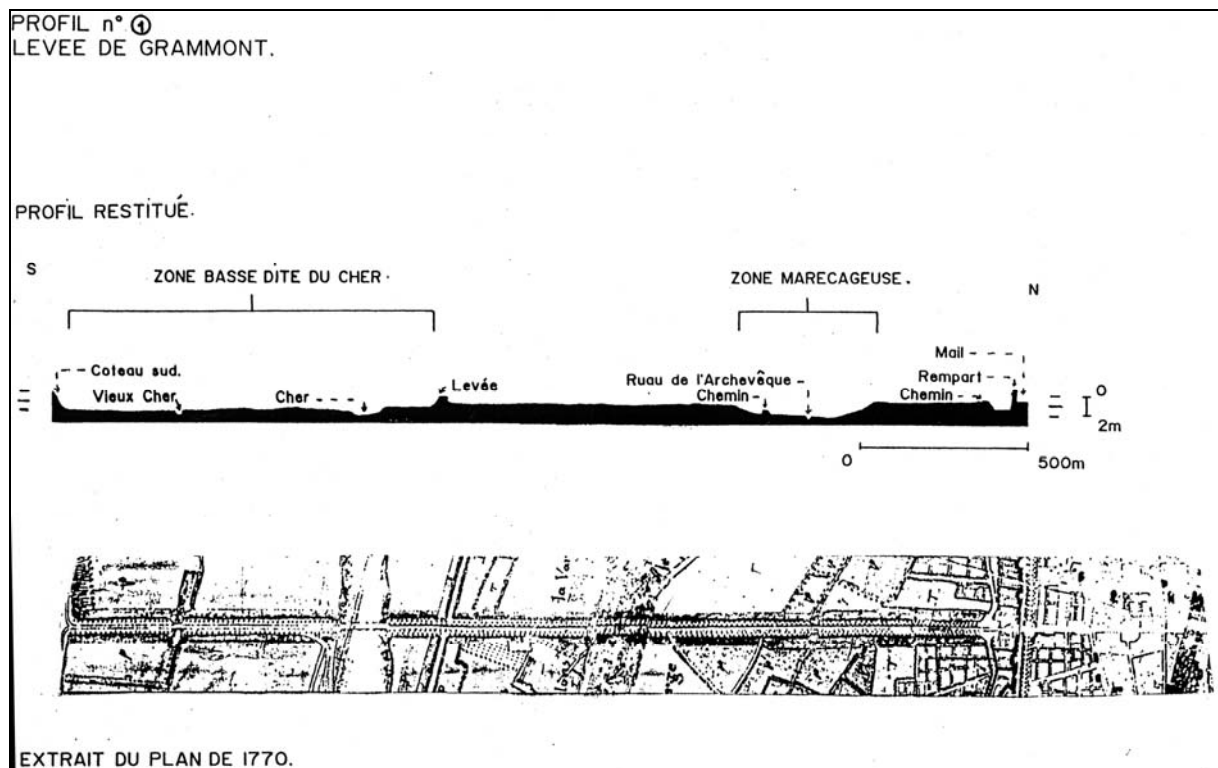 PROFIL n° ①
LEVEE DE GRAMMONT.
PROFIL RESTITUÉ.
S
ZONE BASSE DITE DU CHER.
ZONE MARECAGEUSE.
N
Coteau sud.
Vieux Cher
Cher
Levée
Ruau de l'Archevêque
Chemin
Mail
Rempart
Chemin
0
2m
0
500m
EXTRAIT DU PLAN DE 1770.